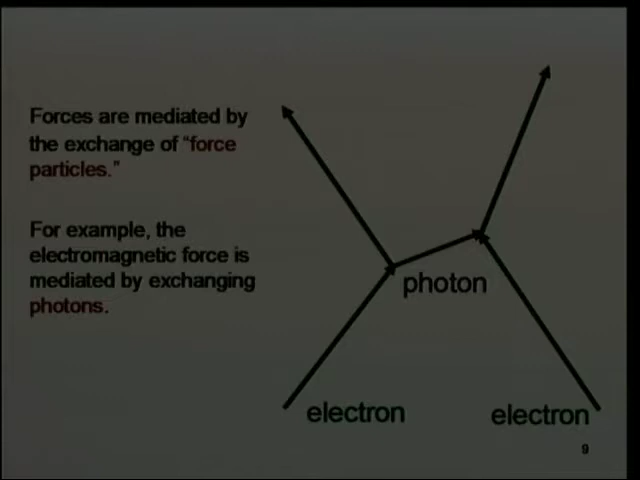 Forces are mediated by
the exchange of “force
particles.”
For example, the
electromagnetic force is
mediated by exchanging
photons.
photon
electron
electron
9